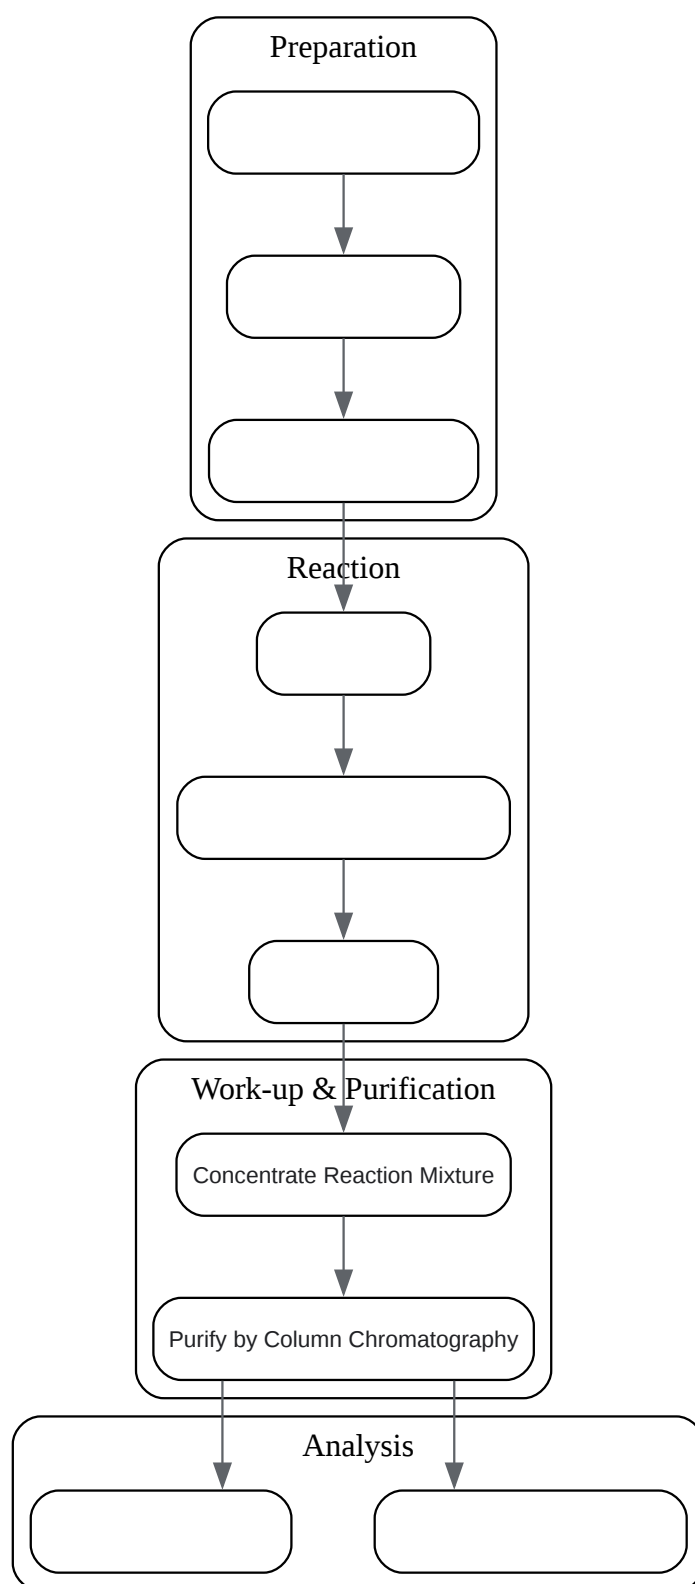 Preparation
Reaction
Work-up & Purification
Concentrate Reaction Mixture
Purify by Column Chromatography
Analysis